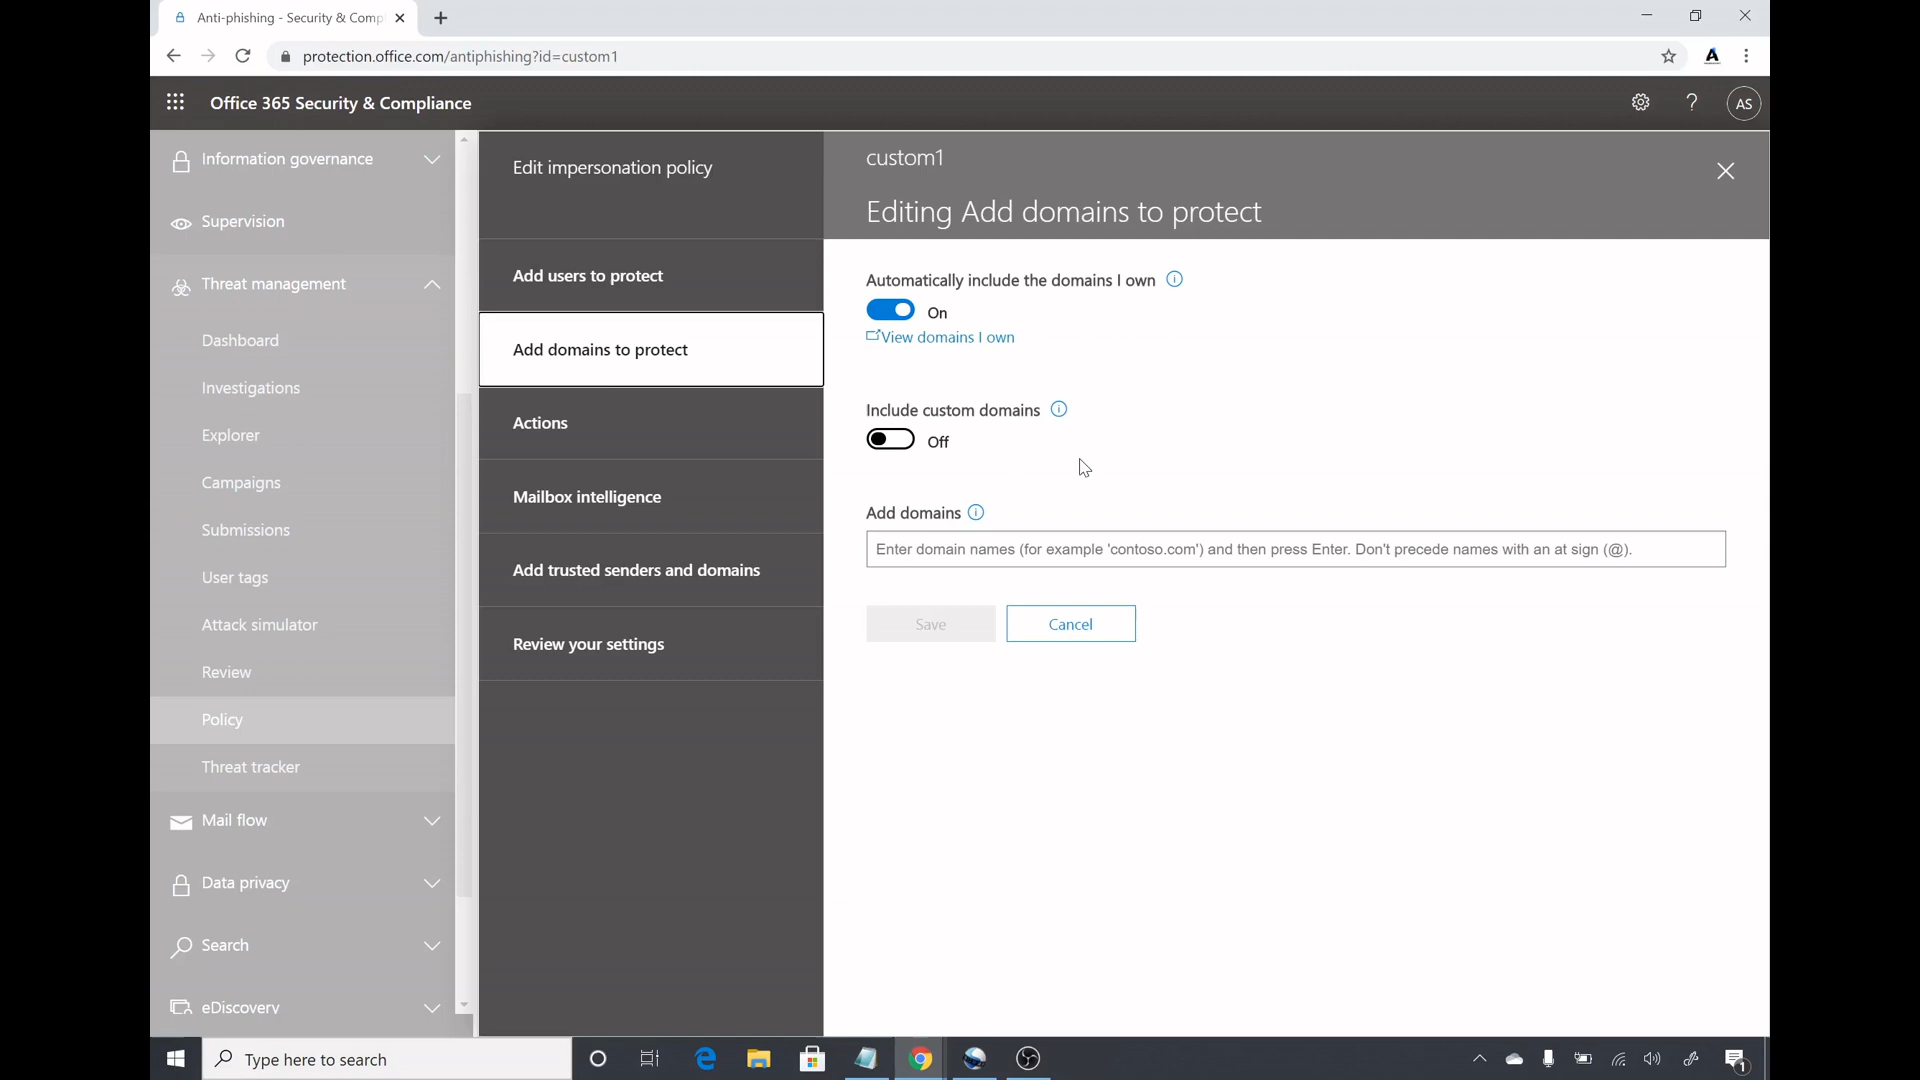 Anti-phishing - Security & Comp
protection.office.com/antiphishing?id=custom1
Office 365 Security & Compliance
?
AS
Information governance
Supervision
Threat management
Dashboard
Investigations
Explorer
Campaigns
Submissions
User tags
Attack simulator
Review
Policy
Threat tracker
Mail flow
Data privacy
Search
eDiscovery
Edit impersonation policy
Add users to protect
Add domains to protect
Actions
Mailbox intelligence
Add trusted senders and domains
Review your settings
custom1
Editing Add domains to protect
Automatically include the domains I own
On
View domains I own
Include custom domains
Off
Add domains
Enter domain names (for example 'contoso.com') and then press Enter. Don't precede names with an at sign (@).
Save
Cancel
Type here to search
1